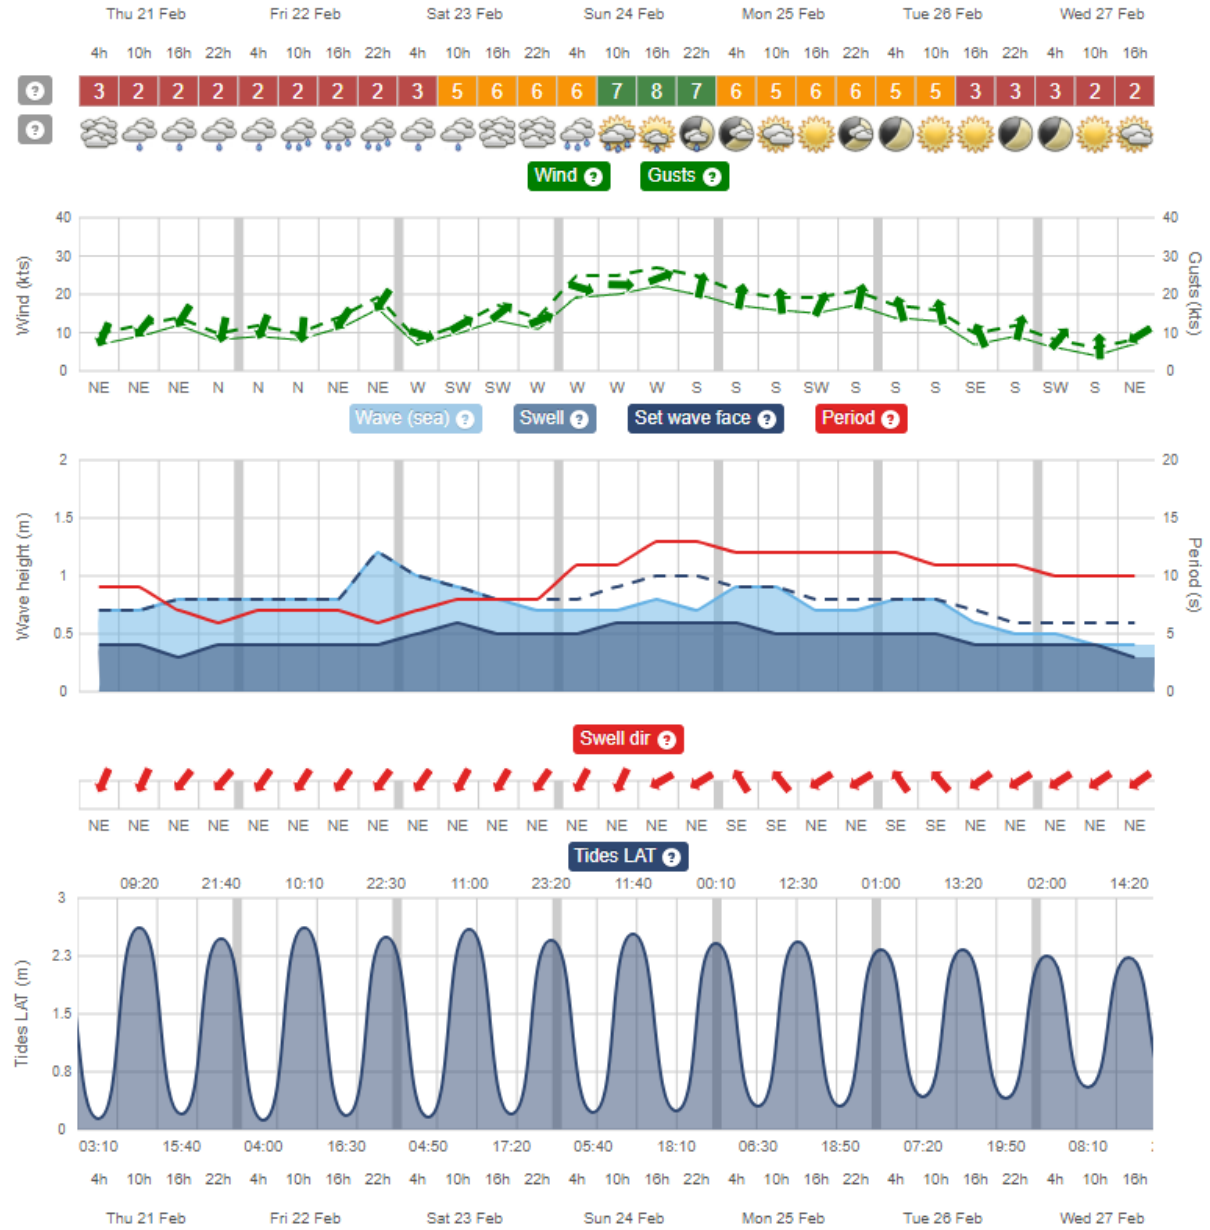 Thu 21 Feb Fri 22 Feb Sat 23 Feb Sun 24 Feb Mon 25 Feb Tue 26 Feb Wed 27 Feb
4h 10h 16h 22h 4h 10h 16h 22h 4h 10h 16h 22h 4h 10h 16h 22h 4h 10h 16h 22h 4h 10h 16h 22h 4h 10h 16h
? 3 2 2 2 2 2 2 2 3 5 6 6 6 7 8 7 6 5 6 6 5 5 3 3 3 2 2
?
Wind ? Gusts ?
40 40
30 30
20 20
10 10
0 0
Wind (kts)
Gusts (kts)
NE NE NE N N N NE NE W SW SW W W W W S S S SW S S S SE S SW S NE
Wave (sea) ? Swell ? Set wave face ? Period ?
2 20
1.5 15
1 10
0.5 5
0 0
Wave height (m)
Period (s)
Swell dir ?
NE NE NE NE NE NE NE NE NE NE NE NE NE NE NE NE SE SE NE NE SE SE NE NE NE NE NE
Tides LAT ?
09:20 21:40 10:10 22:30 11:00 23:20 11:40 00:10 12:30 01:00 13:20 02:00 14:20
3
2.3
1.5
0.8
0
Tides LAT (m)
03:10 15:40 04:00 16:30 04:50 17:20 05:40 18:10 06:30 18:50 07:20 19:50 08:10
4h 10h 16h 22h 4h 10h 16h 22h 4h 10h 16h 22h 4h 10h 16h 22h 4h 10h 16h 22h 4h 10h 16h 22h 4h 10h 16h
Thu 21 Feb Fri 22 Feb Sat 23 Feb Sun 24 Feb Mon 25 Feb Tue 26 Feb Wed 27 Feb